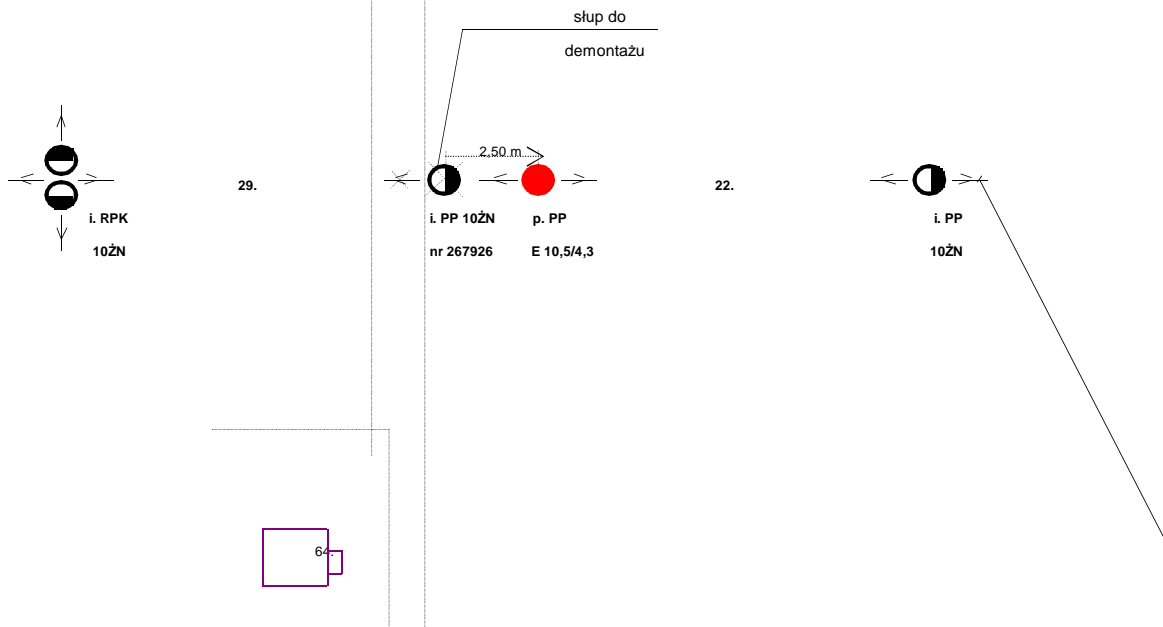 słup do
demontażu
2,50 m
29.
22.
i. RPK
10ŻN
i. PP 10ŻN
nr 267926
p. PP
E 10,5/4,3
i. PP
10ŻN
64.